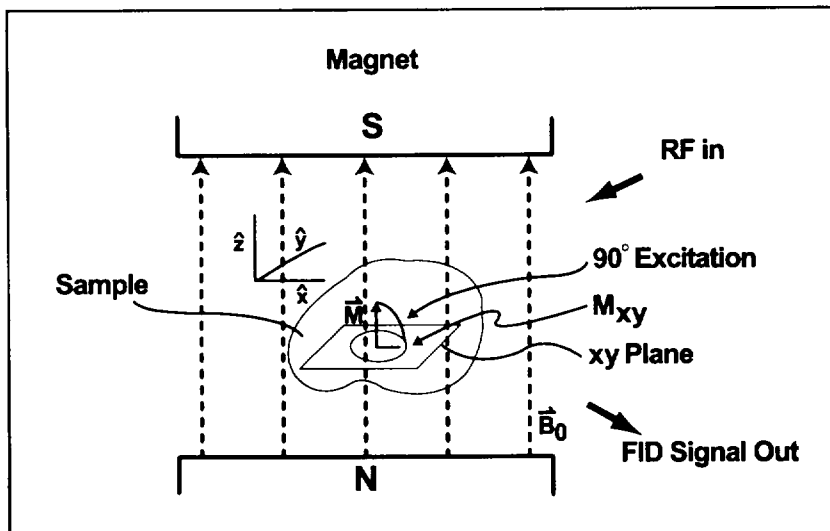 Magnet
S
RF in
ẑ
ŷ
x̂
90° Excitation
Sample
M⃗
Mxy
xy Plane
B⃗0
FID Signal Out
N